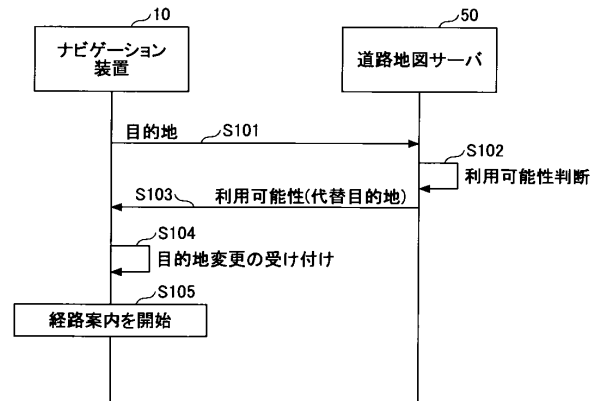 10
ナビゲーション
装置
50
道路地図サーバ
目的地
S101
S102
利用可能性判断
S103
利用可能性(代替目的地)
S104
目的地変更の受け付け
S105
経路案内を開始